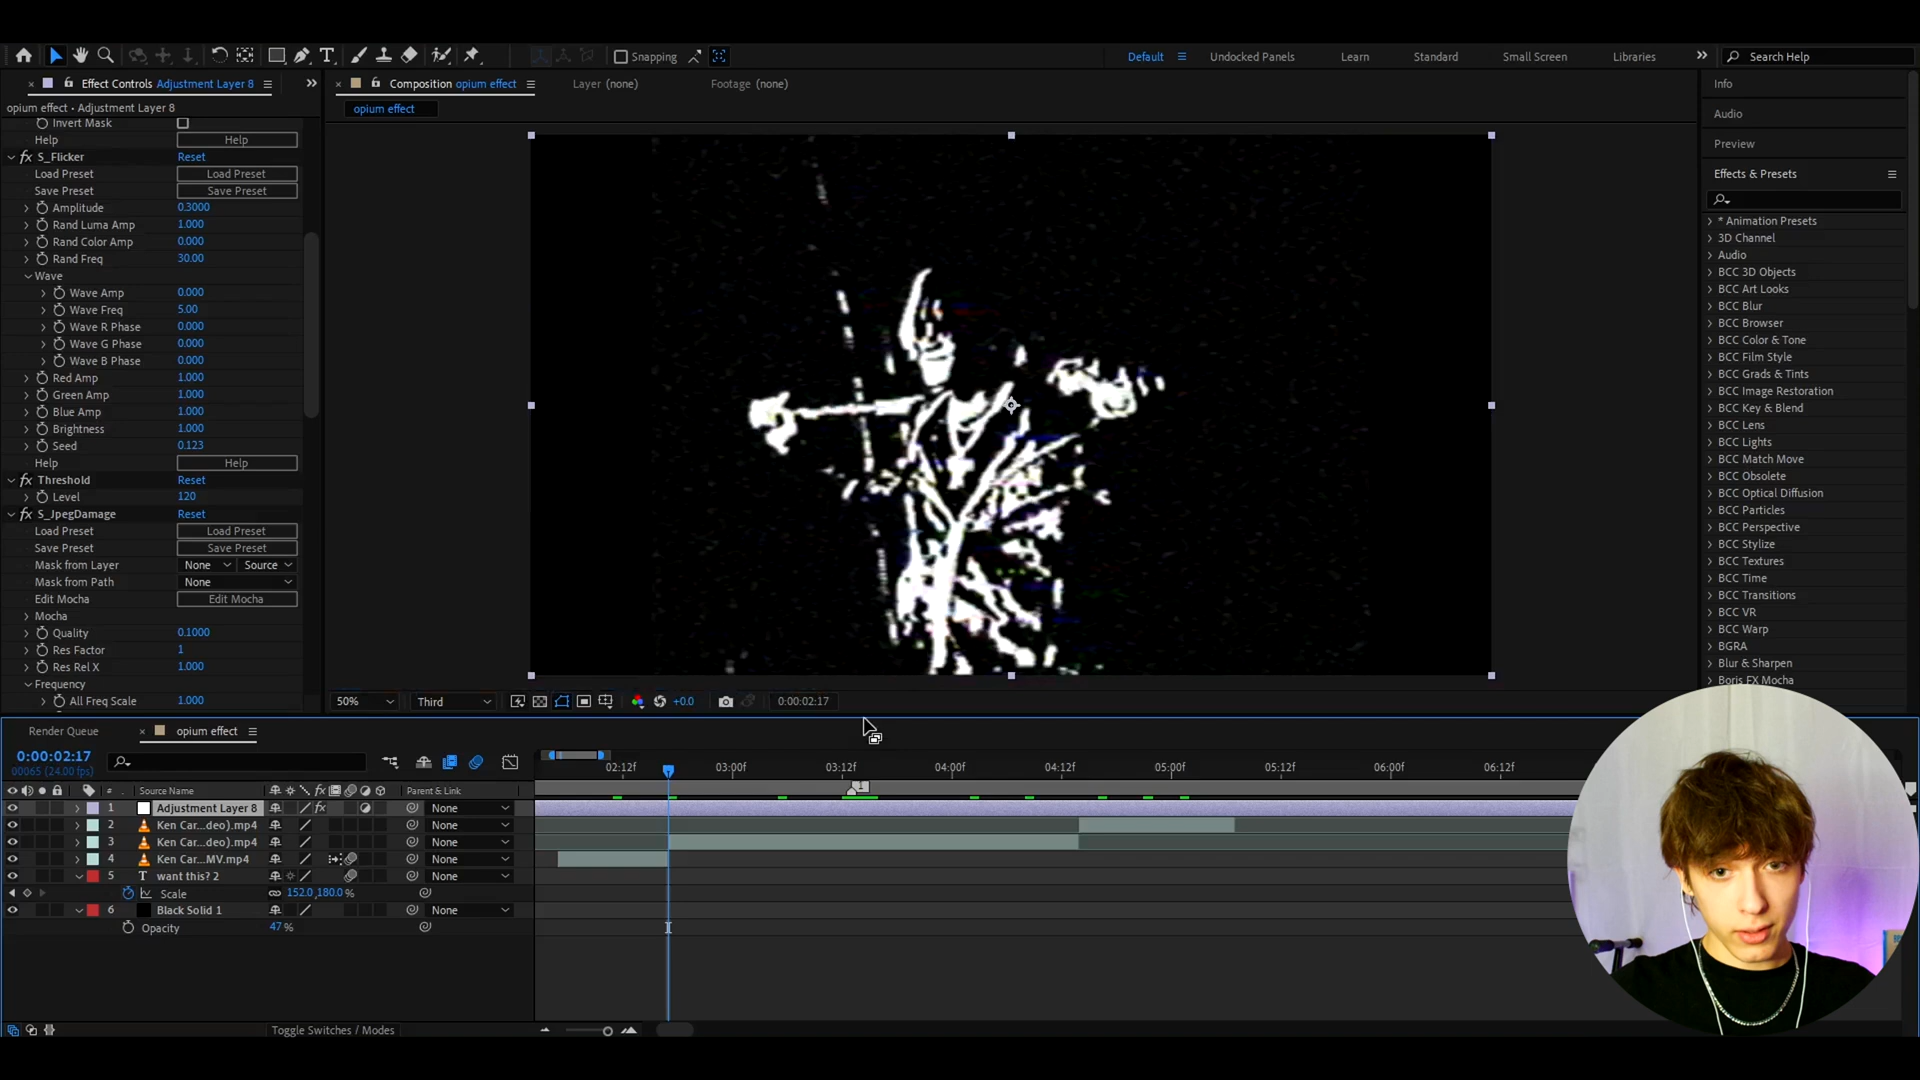 Snapping
Default
Undocked Panels
Learn
Standard
Small Screen
Libraries
Search Help
Effect Controls Adjustment Layer 8
Composition opium effect
Layer (none)
Footage (none)
Info
opium effect • Adjustment Layer 8
opium effect
Audio
Invert Mask
Help
Help
Preview
S_Flicker
Reset
Load Preset
Load Preset
Effects & Presets
Save Preset
Save Preset
Amplitude
0.3000
Rand Luma Amp
1.000
* Animation Presets
Rand Color Amp
0.000
3D Channel
Rand Freq
30.00
Audio
Wave
BCC 3D Objects
Wave Amp
0.000
BCC Art Looks
Wave Freq
5.00
BCC Blur
Wave R Phase
0.000
BCC Browser
Wave G Phase
0.000
BCC Color & Tone
Wave B Phase
0.000
BCC Film Style
Red Amp
1.000
BCC Grads & Tints
Green Amp
1.000
BCC Image Restoration
Blue Amp
1.000
BCC Key & Blend
Brightness
1.000
BCC Lens
Seed
0.123
BCC Lights
Help
Help
BCC Match Move
Threshold
Reset
BCC Obsolete
Level
120
BCC Optical Diffusion
S_JpegDamage
Reset
BCC Particles
Load Preset
Load Preset
BCC Perspective
Save Preset
Save Preset
BCC Stylize
Mask from Layer
None
Source
BCC Textures
Mask from Path
None
BCC Time
Edit Mocha
Edit Mocha
BCC Transitions
Mocha
BCC VR
Quality
0.1000
BCC Warp
Res Factor
1
BGRA
Res Rel X
1.000
Blur & Sharpen
Frequency
Boris FX Mocha
All Freq Scale
1.000
50%
Third
+0.0
0:00:02:17
Render Queue
opium effect
0:00:02:17
00065 (24.00 fps)
02:12f
03:00f
03:12f
04:00f
04:12f
05:00f
05:12f
06:00f
06:12f
#
Source Name
Parent & Link
1
1 Adjustment Layer 8
None
2 Ken Car...deo).mp4
None
3 Ken Car...deo).mp4
None
4 Ken Car...MV.mp4
None
5 T want this? 2
None
Scale
152.0,180.0 %
6 Black Solid 1
None
Opacity
47 %
Toggle Switches / Modes